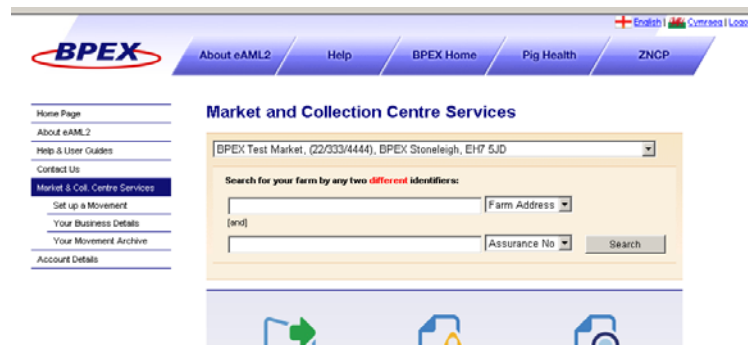 English | Cymraeg | Logo
BPEX
About eAML2
Help
BPEX Home
Pig Health
ZNCP
Home Page
About eAML2
Help & User Guides
Contact Us
Market & Coll. Centre Services
Set up a Movement
Your Business Details
Your Movement Archive
Account Details
Market and Collection Centre Services
BPEX Test Market, (22/333/4444), BPEX Stoneleigh, EH7 5JD
Search for your farm by any two different identifiers:
Farm Address
[and]
Assurance No
Search